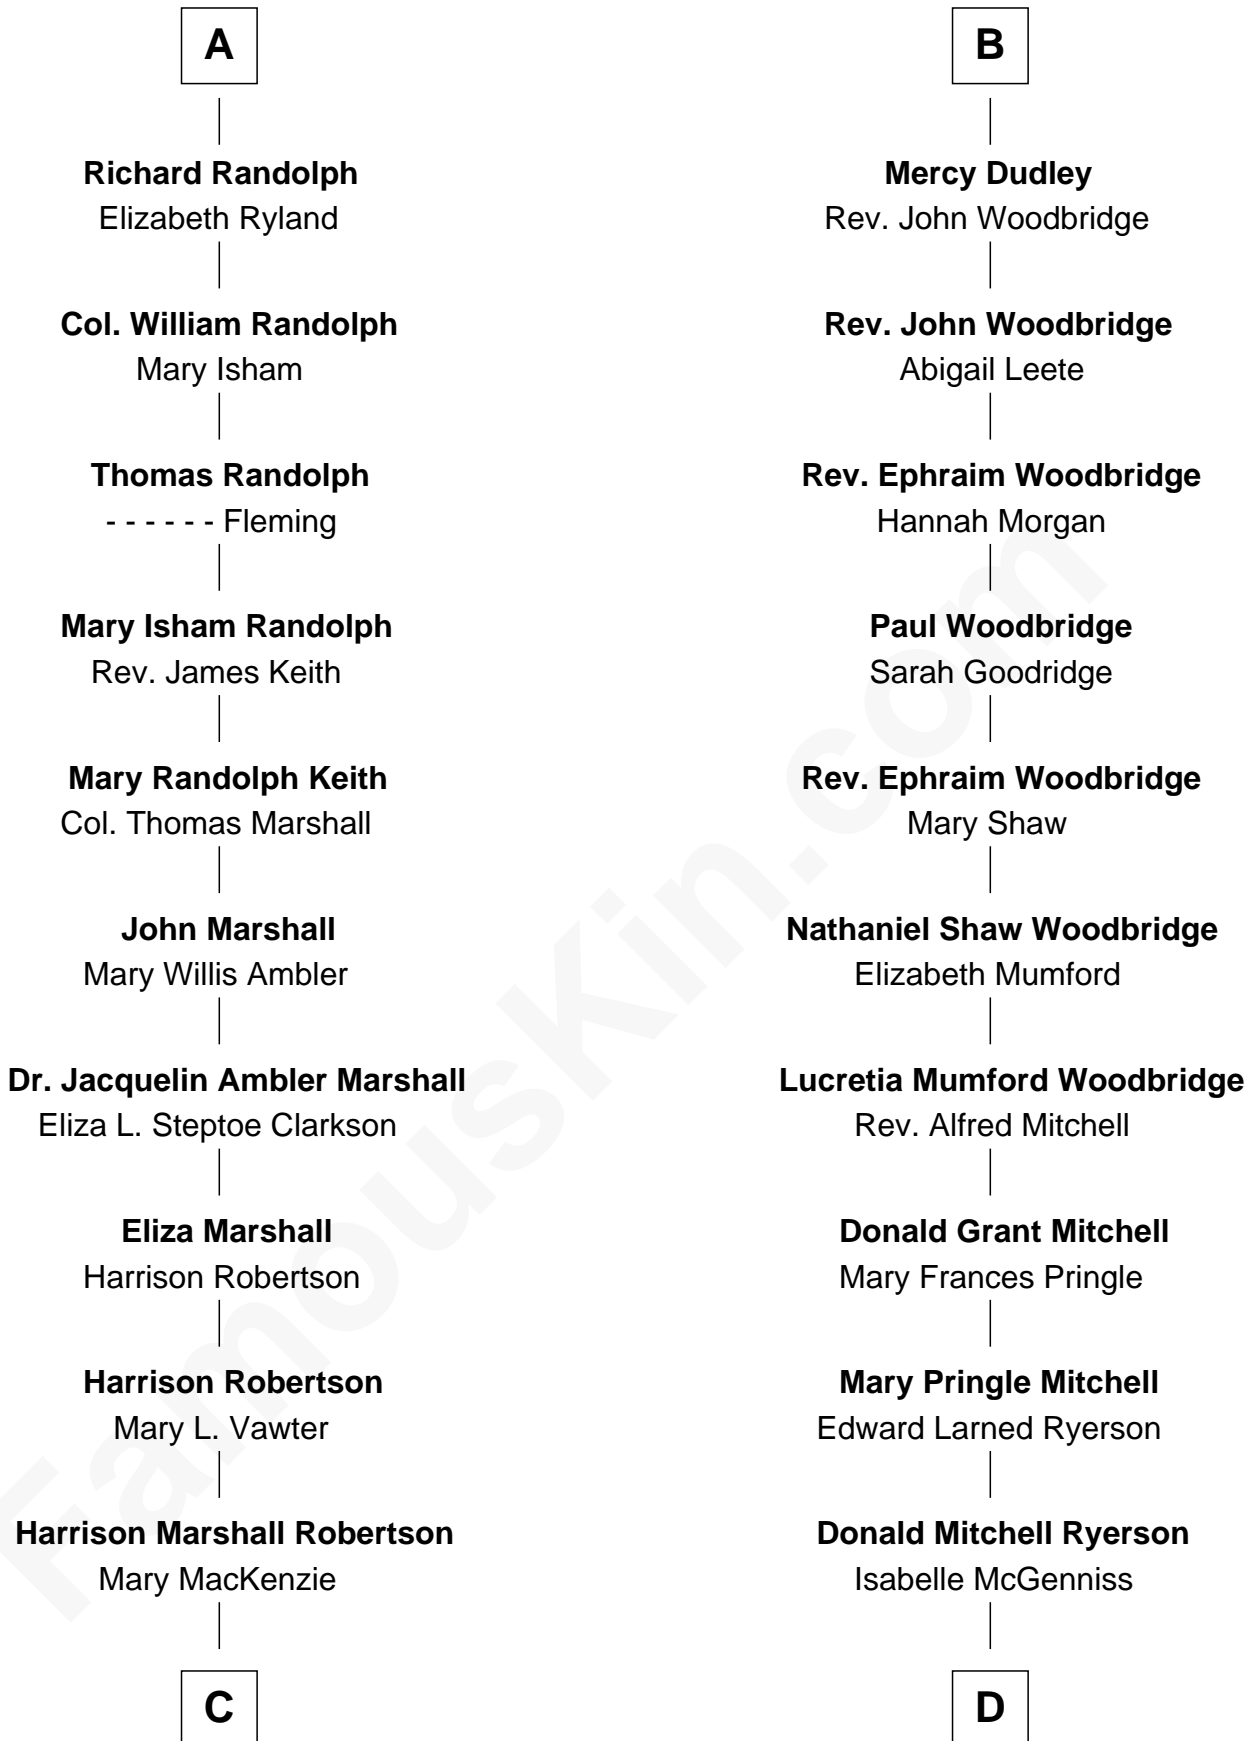 A
Richard Randolph
Elizabeth Ryland
Col. William Randolph
Mary Isham
Thomas Randolph
- - - - - - Fleming
Mary Isham Randolph
Rev. James Keith
Mary Randolph Keith
Col. Thomas Marshall
John Marshall
Mary Willis Ambler
Dr. Jacquelin Ambler Marshall
Eliza L. Steptoe Clarkson
Eliza Marshall
Harrison Robertson
Harrison Robertson
Mary L. Vawter
Harrison Marshall Robertson
Mary MacKenzie
C
B
Mercy Dudley
Rev. John Woodbridge
Rev. John Woodbridge
Abigail Leete
Rev. Ephraim Woodbridge
Hannah Morgan
Paul Woodbridge
Sarah Goodridge
Rev. Ephraim Woodbridge
Mary Shaw
Nathaniel Shaw Woodbridge
Elizabeth Mumford
Lucretia Mumford Woodbridge
Rev. Alfred Mitchell
Donald Grant Mitchell
Mary Frances Pringle
Mary Pringle Mitchell
Edward Larned Ryerson
Donald Mitchell Ryerson
Isabelle McGenniss
D
FamousKin.com